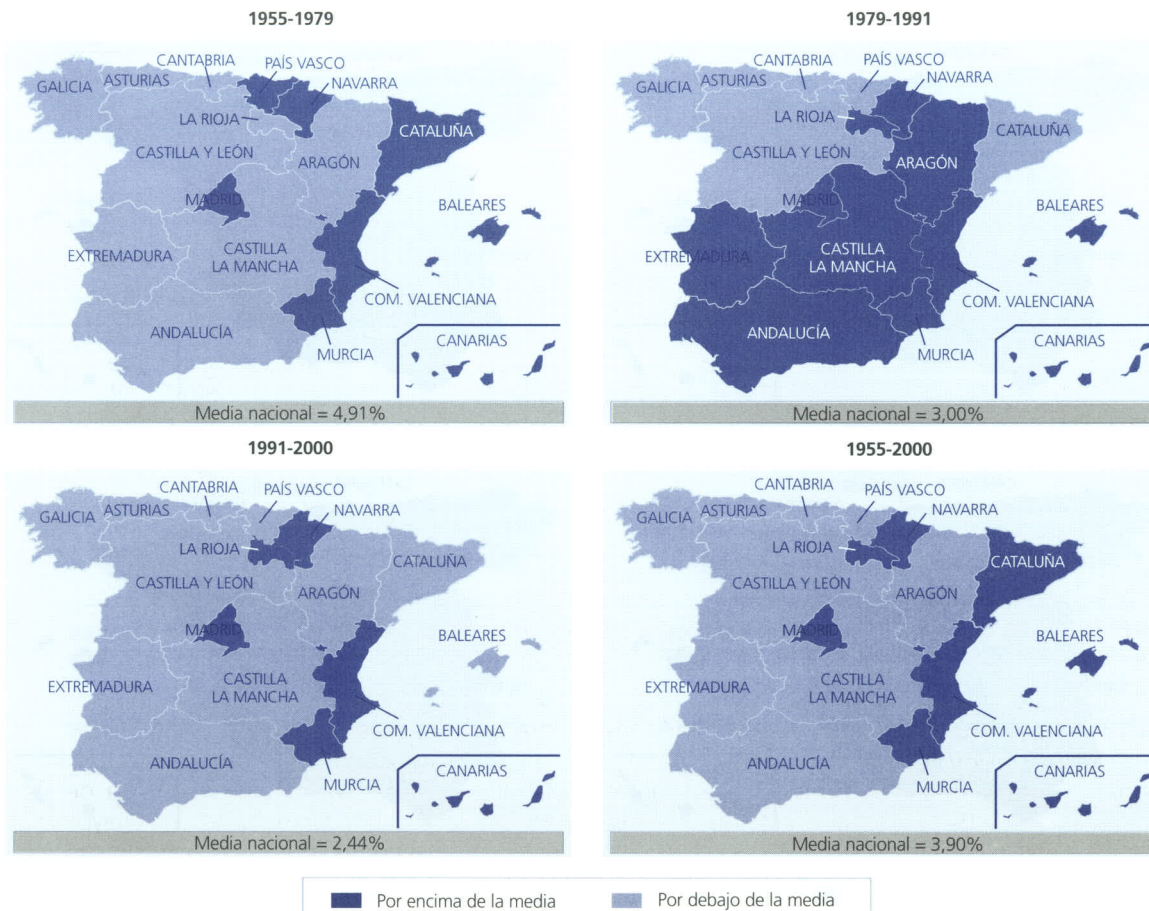 1955-1979
CANTABRIA
PAÍS VASCO
ASTURIAS
NAVARRA
GALICIA
LA RIOJA
CATALUÑA
CASTILLA Y LEÓN
ARAGÓN
MADRID
BALEARES
EXTREMADURA
CASTILLA
LA MANCHA
COM. VALENCIANA
ANDALUCÍA
MURCIA
CANARIAS
Media nacional = 4,91%
1979-1991
CANTABRIA
PAÍS VASCO
ASTURIAS
NAVARRA
GALICIA
LA RIOJA
CATALUÑA
CASTILLA Y LEÓN
ARAGÓN
MADRID
BALEARES
EXTREMADURA
CASTILLA
LA MANCHA
COM. VALENCIANA
ANDALUCÍA
MURCIA
CANARIAS
Media nacional = 3,00%
1991-2000
CANTABRIA
PAÍS VASCO
ASTURIAS
NAVARRA
GALICIA
LA RIOJA
CATALUÑA
CASTILLA Y LEÓN
ARAGÓN
MADRID
BALEARES
EXTREMADURA
CASTILLA
LA MANCHA
COM. VALENCIANA
ANDALUCÍA
MURCIA
CANARIAS
Media nacional = 2,44%
1955-2000
CANTABRIA
PAÍS VASCO
ASTURIAS
NAVARRA
GALICIA
LA RIOJA
CATALUÑA
CASTILLA Y LEÓN
ARAGÓN
MADRID
BALEARES
EXTREMADURA
CASTILLA
LA MANCHA
COM. VALENCIANA
ANDALUCÍA
MURCIA
CANARIAS
Media nacional = 3,90%
Por encima de la media
Por debajo de la media